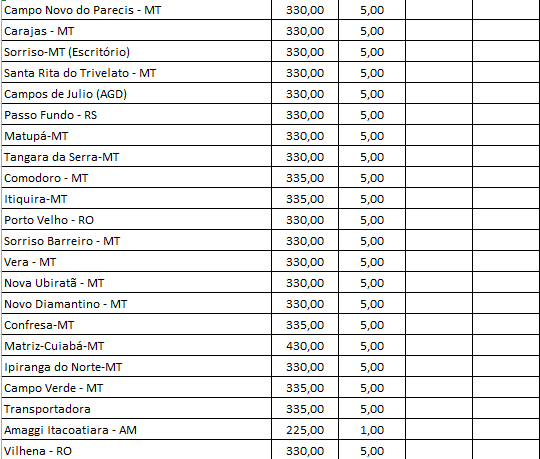 Campo Novo do Parecis - MT 330,00 5,00
Carajas - MT 330,00 5,00
Sorriso-MT (Escritório) 330,00 5,00
Santa Rita do Trivelato - MT 330,00 5,00
Campos de Julio (AGD) 330,00 5,00
Passo Fundo - RS 330,00 5,00
Matupá-MT 330,00 5,00
Tangara da Serra-MT 330,00 5,00
Comodoro - MT 335,00 5,00
Itiquira-MT 335,00 5,00
Porto Velho - RO 330,00 5,00
Sorriso Barreiro - MT 330,00 5,00
Vera - MT 330,00 5,00
Nova Ubiratã - MT 330,00 5,00
Novo Diamantino - MT 330,00 5,00
Confresa-MT 335,00 5,00
Matriz-Cuiabá-MT 430,00 5,00
Ipiranga do Norte-MT 330,00 5,00
Campo Verde - MT 335,00 5,00
Transportadora 335,00 5,00
Amaggi Itacoatiara - AM 225,00 1,00
Vilhena - RO 330,00 5,00